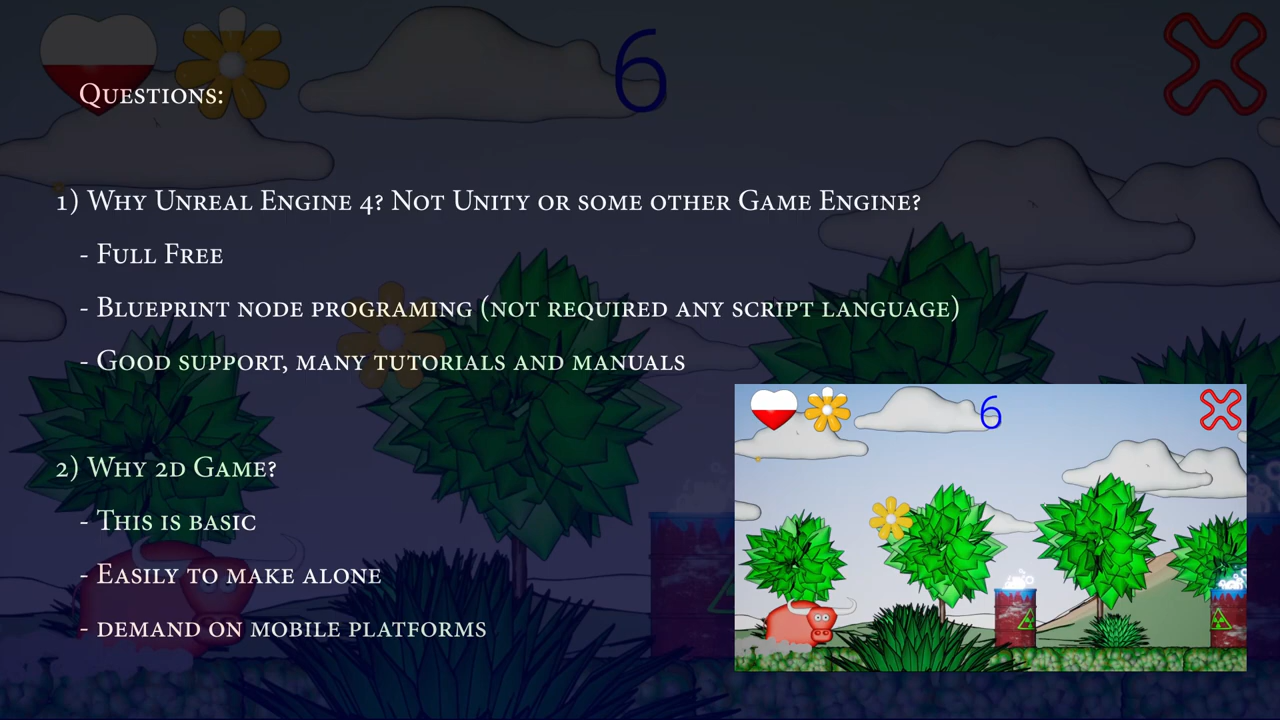 6
Questions:
1) Why Unreal Engine 4? Not Unity or some other Game Engine?
- Full Free
- Blueprint node programing (not required any script language)
- Good support, many tutorials and manuals
6
2) Why 2d Game?
- This is basic
- Easily to make alone
- demand on mobile platforms